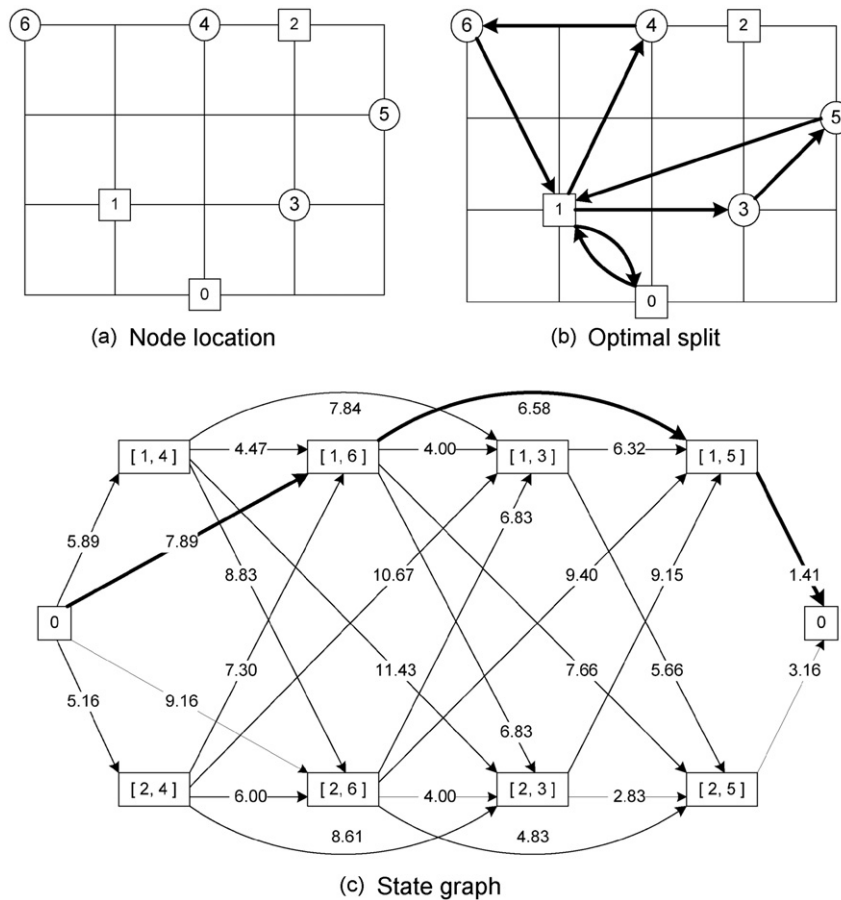 6 4 2
5
1 3
0
(a) Node location
6 4 2
5
1 3
0
(b) Optimal split
7.84 6.58
[ 1, 4 ] 4.47 [ 1, 6 ] 4.00 [ 1, 3 ] 6.32 [ 1, 5 ]
6.83
5.89 7.89 8.83 10.67 9.40 9.15 1.41
0 0
5.16 9.16 7.30 11.43 7.66 5.66 3.16
6.83
[ 2, 4 ] 6.00 [ 2, 6 ] 4.00 [ 2, 3 ] 2.83 [ 2, 5 ]
8.61 4.83
(c) State graph